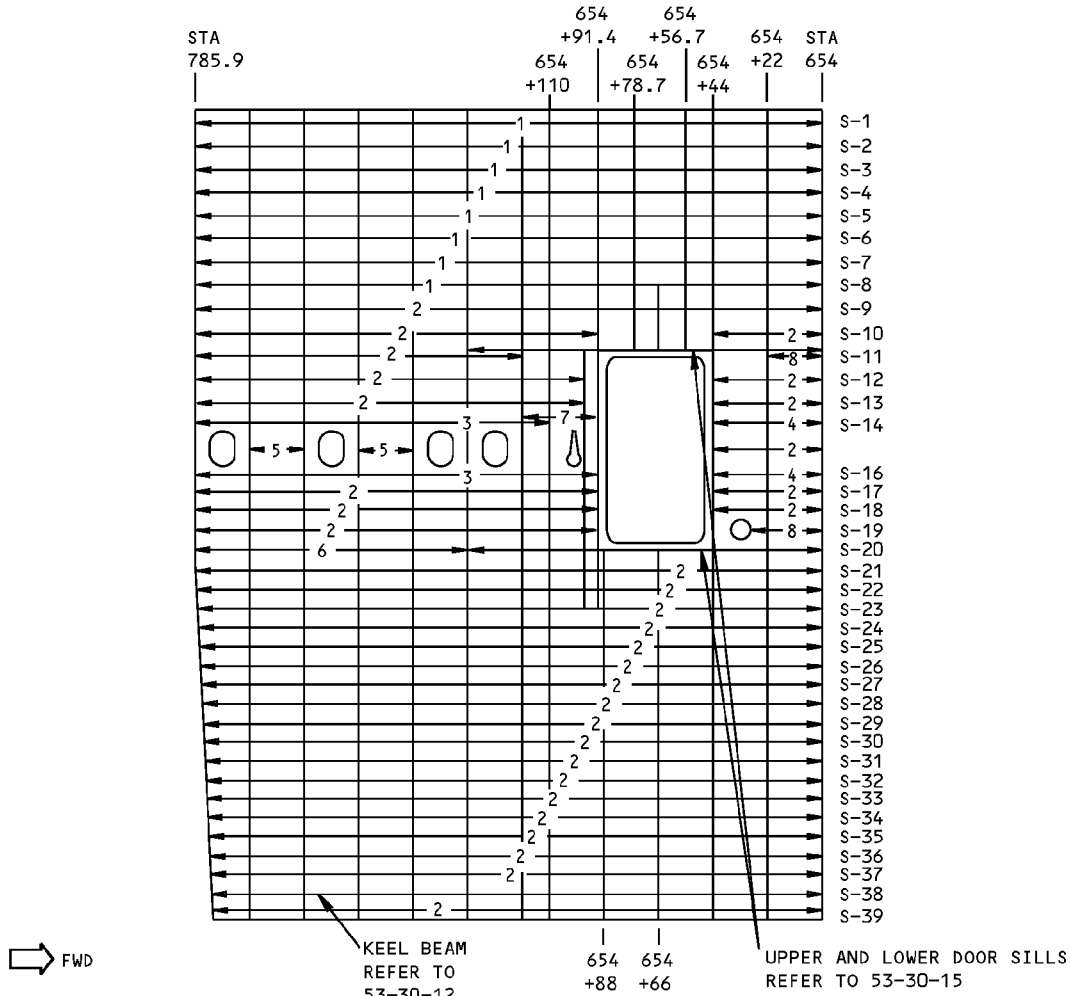 654 654
STA +91.4 +56.7 654 STA
785.9 654 654 654 +22 654
+110 +78.7 +44
1 S-1
1 S-2
1 S-3
1 S-4
1 S-5
1 S-6
1 S-7
1 S-8
2 S-9
2 2 S-10
2 8 S-11
2 2 S-12
2 2 S-13
7
3 4 S-14
5 5 2
3 4 S-16
2 2 S-17
2 2 S-18
2 8 S-19
6 S-20
2 S-21
2 S-22
2 S-23
2 S-24
2 S-25
2 S-26
2 S-27
2 S-28
2 S-29
2 S-30
2 S-31
2 S-32
2 S-33
2 S-34
2 S-35
2 S-36
2 S-37
S-38
2 S-39
FWD
KEEL BEAM
REFER TO
53-30-12
654 654
+88 +66
UPPER AND LOWER DOOR SILLS
REFER TO 53-30-15